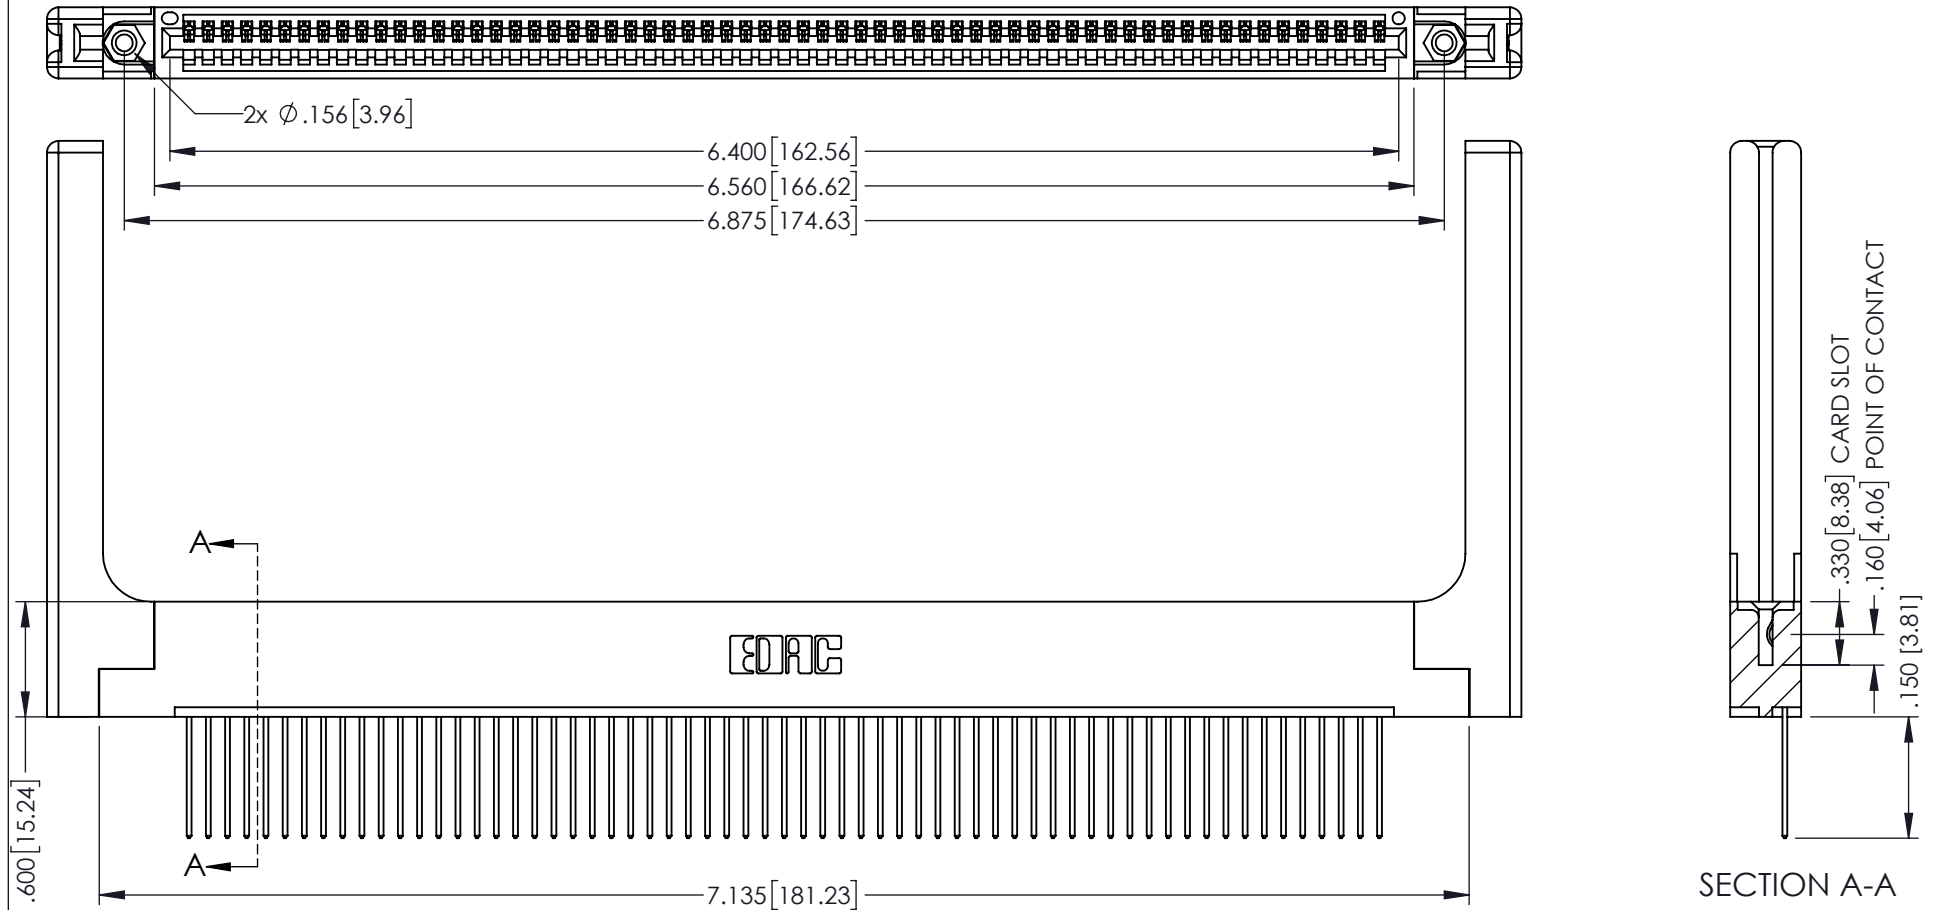 2x ⌀ .156[3.96]
6.400[162.56]
6.560[166.62]
6.875[174.63]
A
EDAC
A
.600[15.24]
7.135[181.23]
.330[8.38] CARD SLOT
.160[4.06] POINT OF CONTACT
.150 [3.81]
SECTION A-A